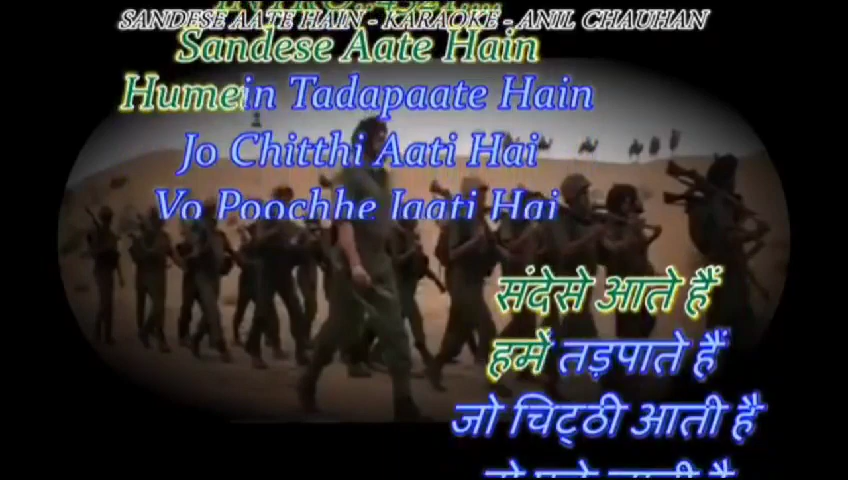 SANDESE AATE HAIN - KARAOKE - ANIL CHAUHAN
Sandese Aate Hain
Humein Tadapaate Hain
Jo Chitthi Aati Hai
Vo Poochhe Jaati Hai
संदेसे आते हैं
हमें तड़पाते हैं
जो चिट्ठी आती है